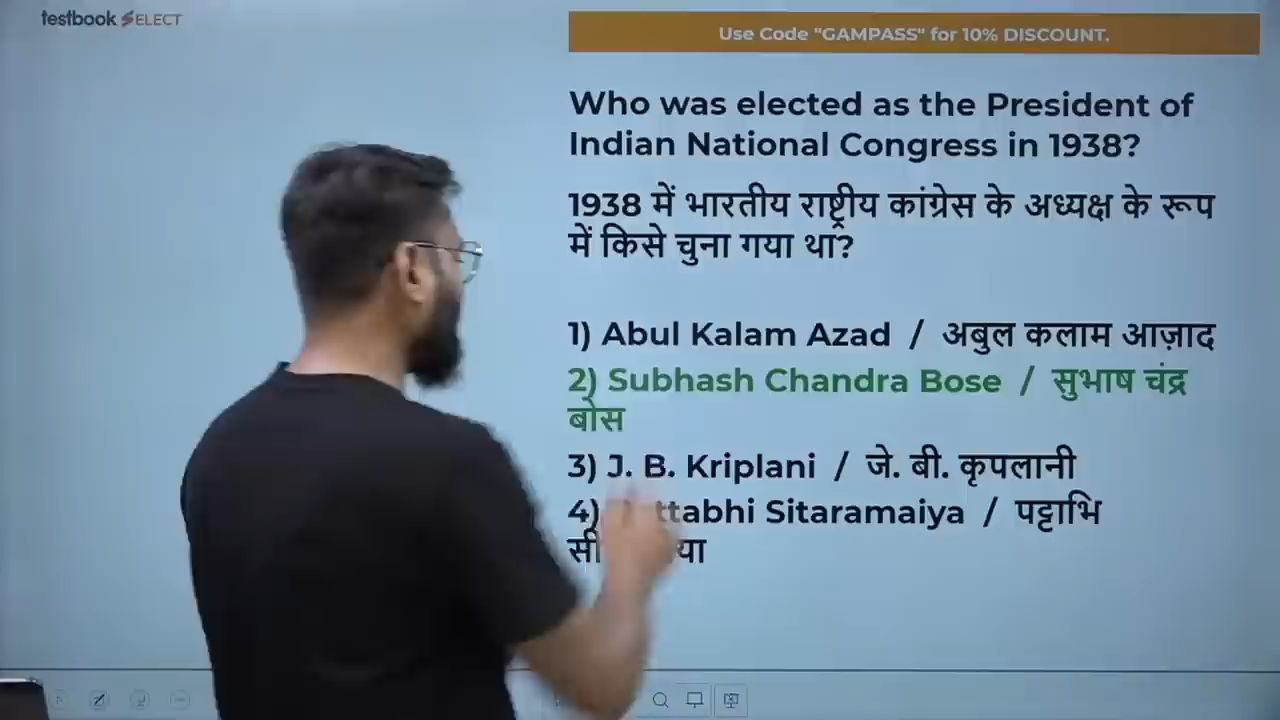 testbook SELECT
Use Code "GAMPASS" for 10% DISCOUNT.
Who was elected as the President of
Indian National Congress in 1938?
1938 में भारतीय राष्ट्रीय कांग्रेस के अध्यक्ष के रूप
में किसे चुना गया था?
1) Abul Kalam Azad / अबुल कलाम आज़ाद
2) Subhash Chandra Bose / सुभाष चंद्र
बोस
3) J. B. Kriplani / जे. बी. कृपलानी
4) Sitaramaiya / पट्टाभि